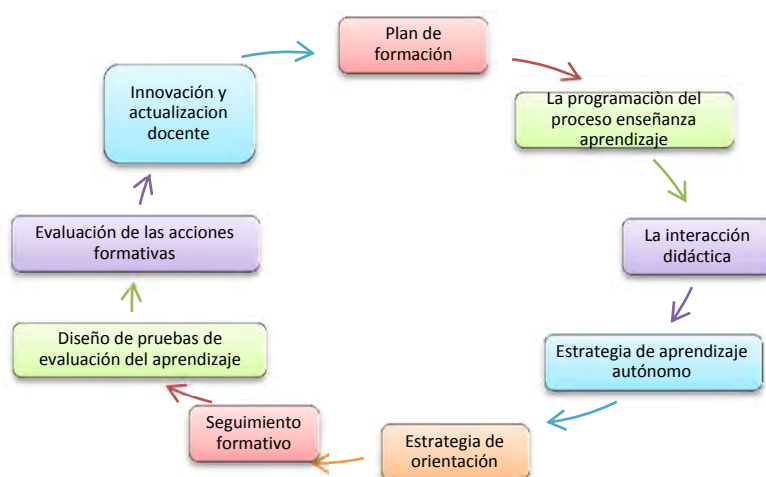 Plan de
formación
La programaciòn del
proceso enseñanza
aprendizaje
La interacción
didáctica
Estrategia de aprendizaje
autónomo
Estrategia de
orientación
Seguimiento
formativo
Diseño de pruebas de
evaluación del aprendizaje
Evaluación de las acciones
formativas
Innovación y
actualizacion
docente